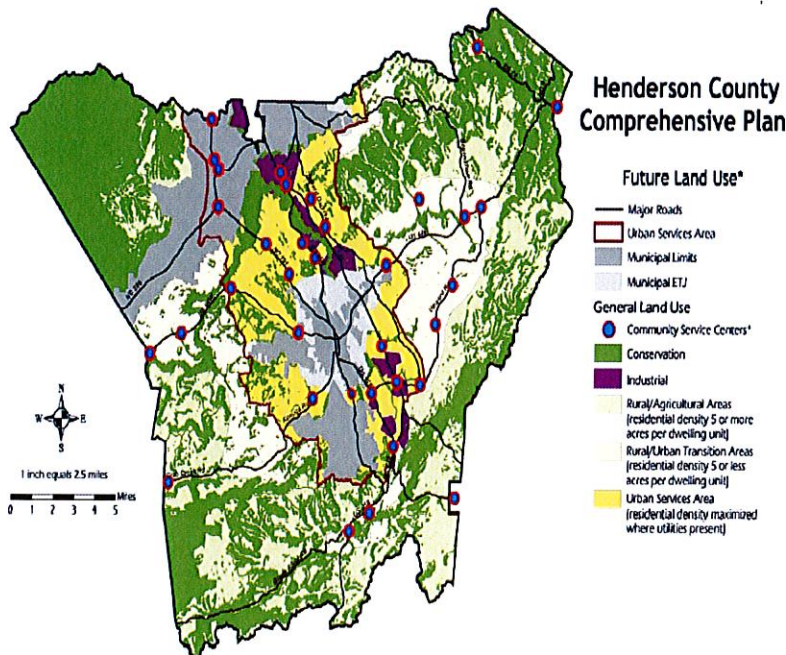 Henderson County
Comprehensive Plan
Future Land Use*
Major Roads
Urban Services Area
Municipal Limits
Municipal ETJ
General Land Use
Community Service Centers*
Conservation
Industrial
Rural/Agricultural Areas
(residential density 5 or more
acres per dwelling unit)
Rural/Urban Transition Areas
(residential density 5 or less
acres per dwelling unit)
Urban Services Area
(residential density maximized
where utilities present)
N
W E
S
1 inch equals 2.5 miles
Miles
0 1 2 3 4 5